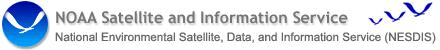 NOAA Satellite and Information Service
National Environmental Satellite, Data, and Information Service (NESDIS)